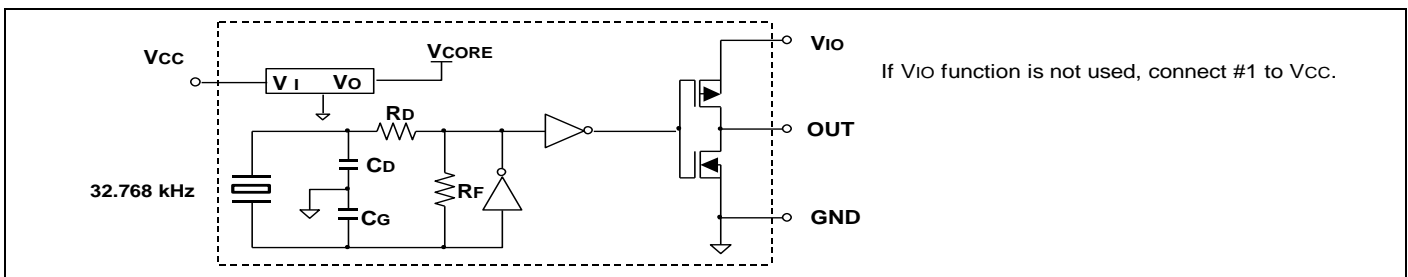 VCC
VI VO
VCORE
VIO
If VIO function is not used, connect #1 to VCC.
RD
OUT
CD
32.768 kHz
RF
CG
GND